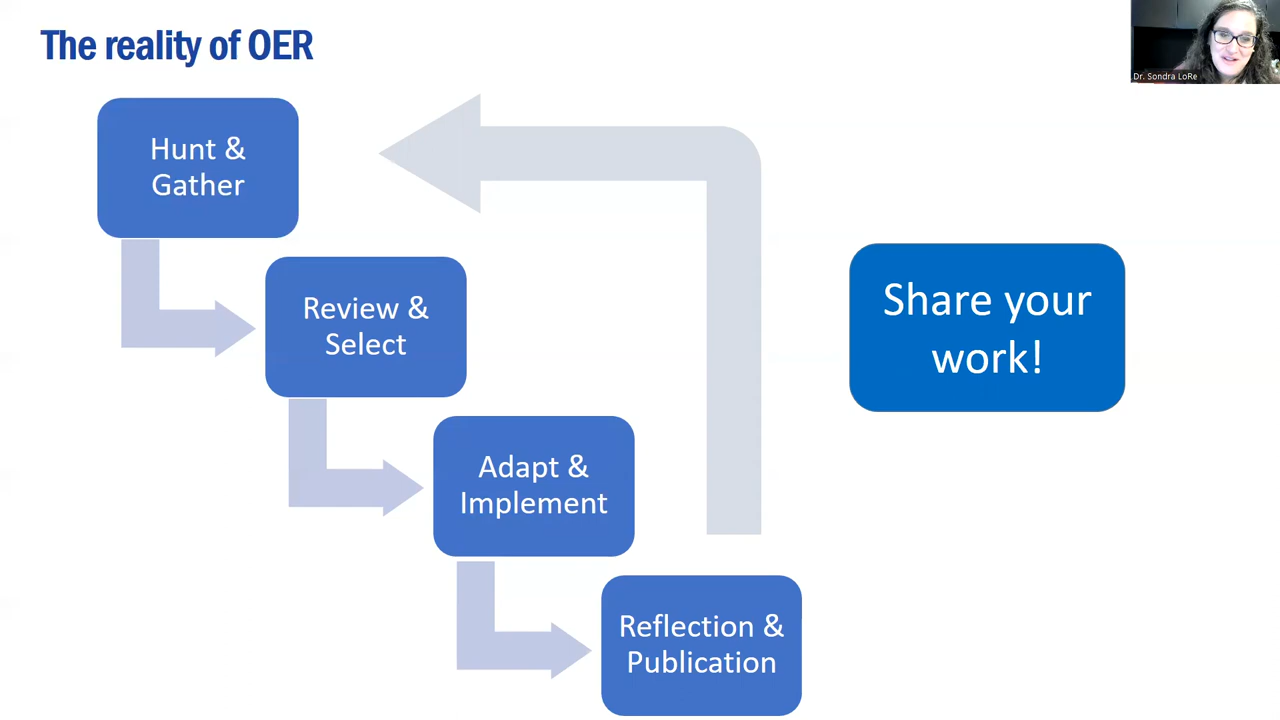 The reality of OER
Dr. Sondra LoRe
Hunt &
Gather
Review &
Select
Share your
work!
Adapt &
Implement
Reflection &
Publication